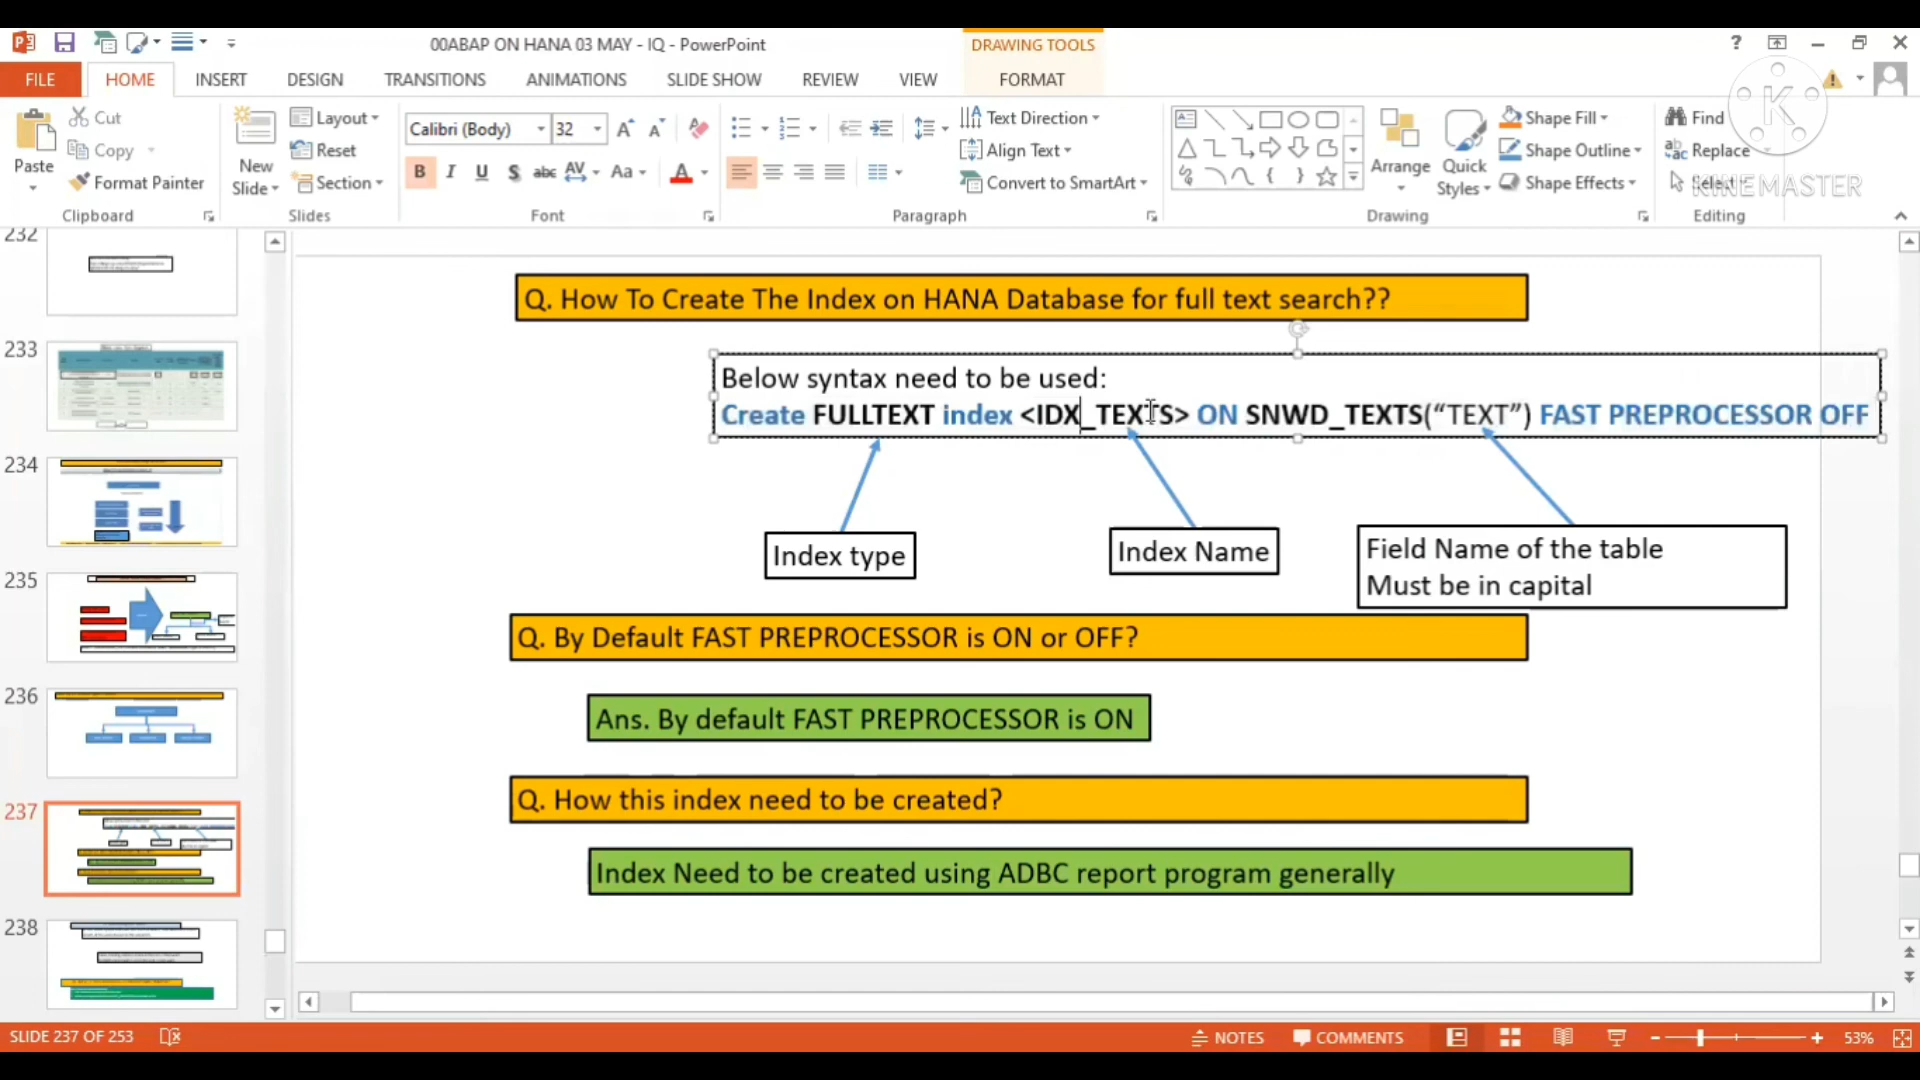 00ABAP ON HANA 03 MAY - IQ - PowerPoint
DRAWING TOOLS
FILE
HOME
INSERT
DESIGN
TRANSITIONS
ANIMATIONS
SLIDE SHOW
REVIEW
VIEW
FORMAT
Paste
Cut
Copy
Format Painter
Clipboard
New
Slide
Layout
Reset
Section
Slides
Calibri (Body)
32
Font
Text Direction
Align Text
Convert to SmartArt
Paragraph
Arrange
Quick
Styles
Shape Fill
Shape Outline
Shape Effects
Drawing
Find
Replace
Select
Editing
K
KINEMASTER
232
233
234
235
236
237
238
Q. How To Create The Index on HANA Database for full text search??
Below syntax need to be used:
Create FULLTEXT index <IDX_TEXTS> ON SNWD_TEXTS(“TEXT”) FAST PREPROCESSOR OFF
Index type
Index Name
Field Name of the table
Must be in capital
Q. By Default FAST PREPROCESSOR is ON or OFF?
Ans. By default FAST PREPROCESSOR is ON
Q. How this index need to be created?
Index Need to be created using ADBC report program generally
SLIDE 237 OF 253
NOTES
COMMENTS
53%